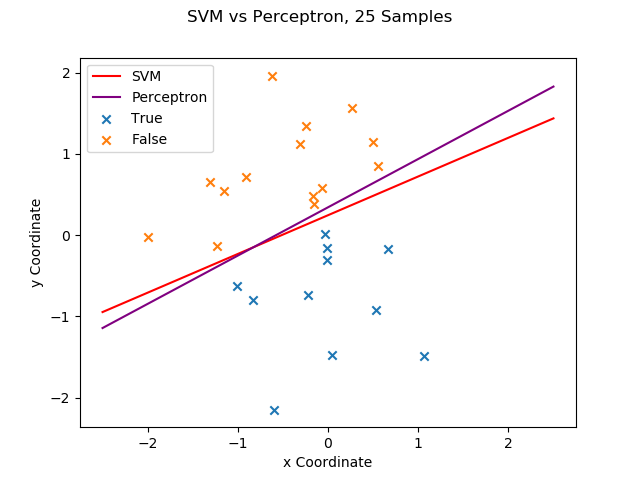 SVM vs Perceptron, 25 Samples
SVM
Perceptron
True
False
2
1
0
−1
−2
y Coordinate
−2
−1
0
1
2
x Coordinate